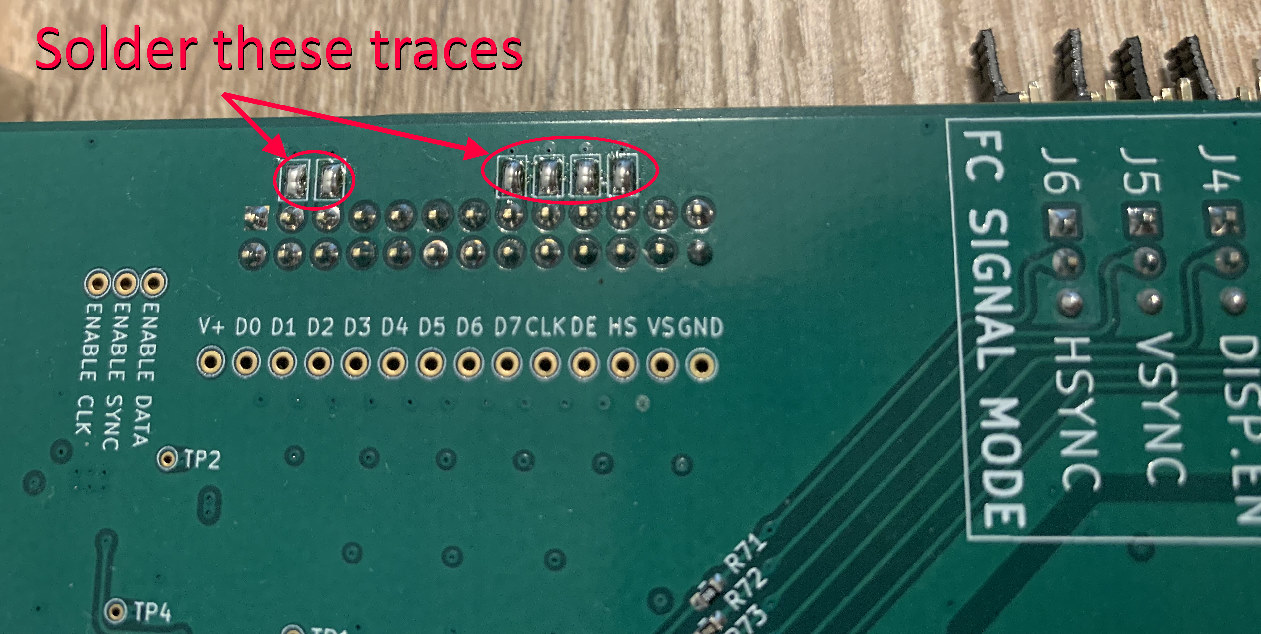 Solder these traces
V+ D0 D1 D2 D3 D4 D5 D6 D7 CLK DE HS VS GND
ENABLE CLK.
ENABLE SYNC
ENABLE DATA
TP2
TP4
R71
R72
R73
FC SIGNAL MODE
J6 HSYNC
J5 VSYNC
J4 DISP.EN